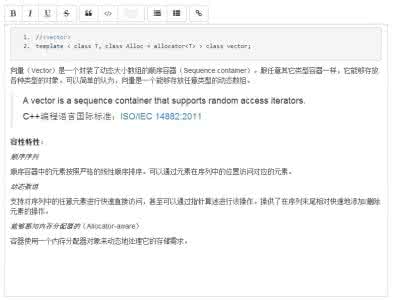 B I U S
1. //<vector>
2. template < class T, class Alloc = allocator<T> > class vector;
向量（Vector）是一个封装了动态大小数组的顺序容器（Sequence container）。跟任意其它类型容器一样，它能够存放
各种类型的对象。可以简单的认为，向量是一个能够存放任意类型的动态数组。
A vector is a sequence container that supports random access iterators.
C++编程语言国际标准：ISO/IEC 14882:2011
容性特性：
顺序序列
顺序容器中的元素按照严格的线性顺序排序。可以通过元素在序列中的位置访问对应的元素。
动态数组
支持对序列中的任意元素进行快速直接访问，甚至可以通过指针算述进行该操作。提供了在序列末尾相对快速地添加/删除
元素的操作。
能够感知内存分配器的（Allocator-aware）
容器使用一个内存分配器对象来动态地处理它的存储需求。